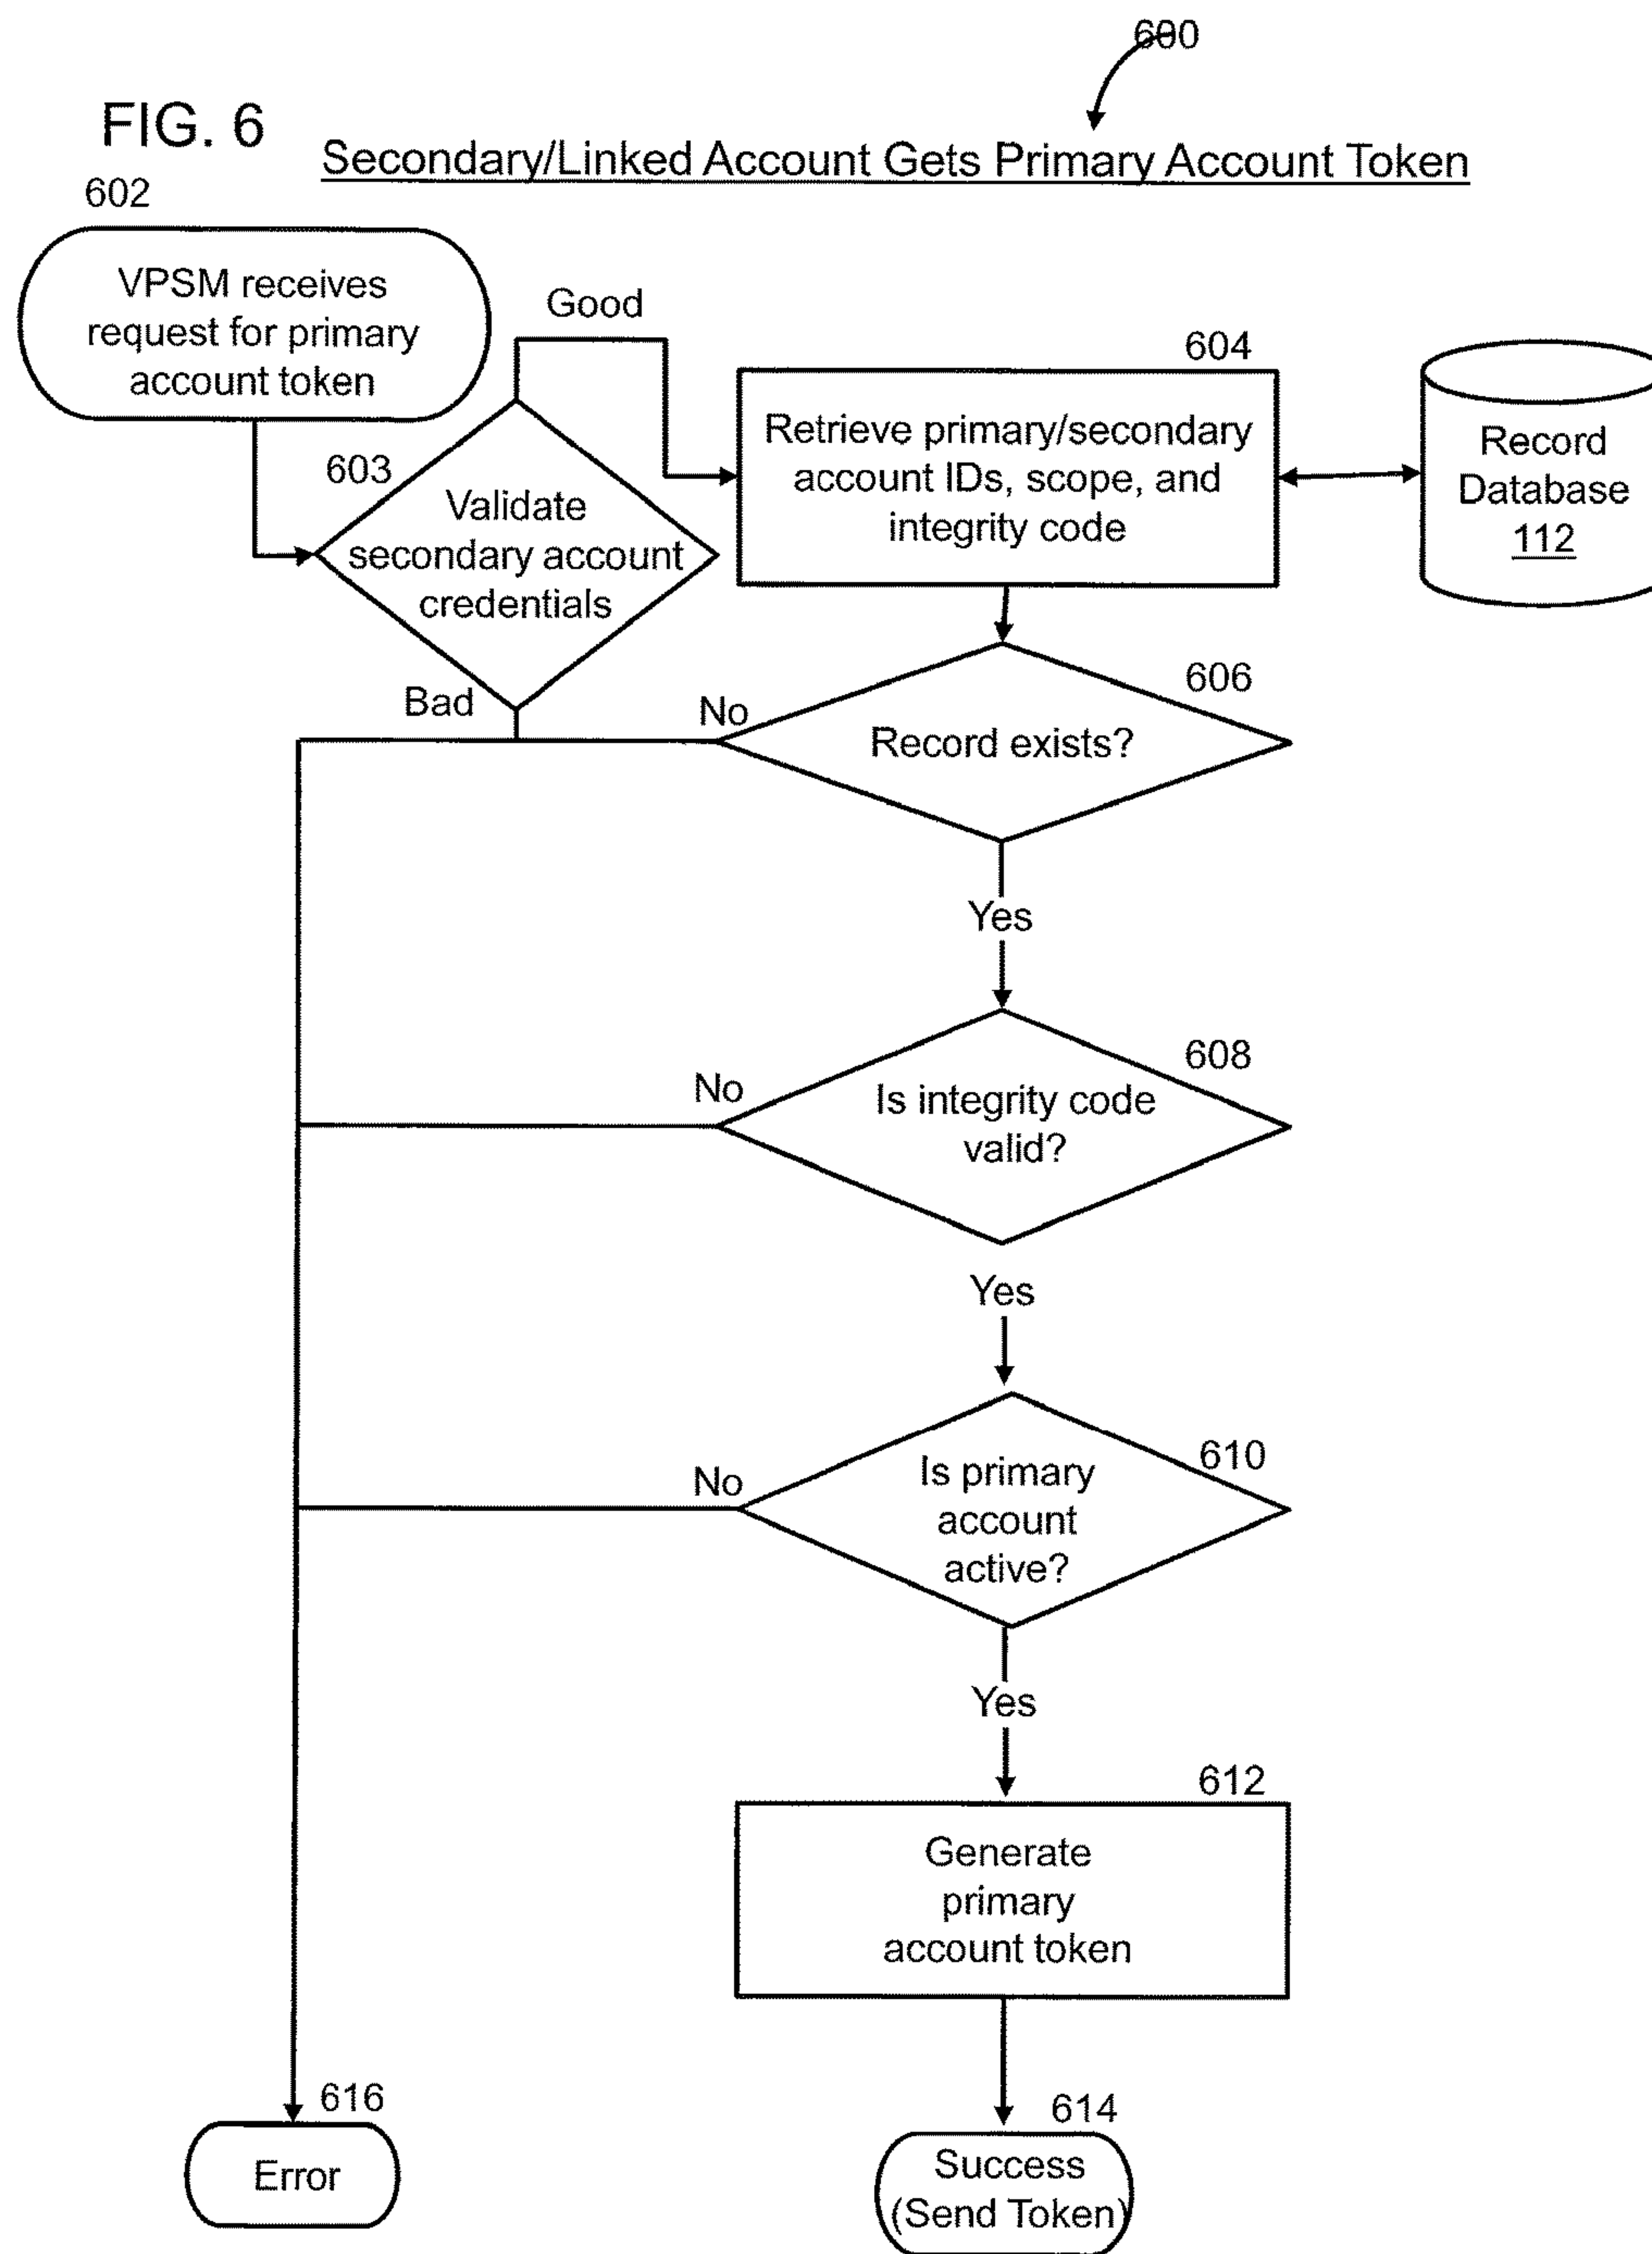 600
FIG. 6
Secondary/Linked Account Gets Primary Account Token
602
VPSM receives
request for primary
account token
Good
603
Validate
secondary account
credentials
Bad
604
Retrieve primary/secondary
account IDs, scope, and
integrity code
Record
Database
112
606
No
Record exists?
Yes
608
No
Is integrity code
valid?
Yes
610
No
Is primary
account
active?
Yes
612
Generate
primary
account token
616
Error
614
Success
(Send Token)